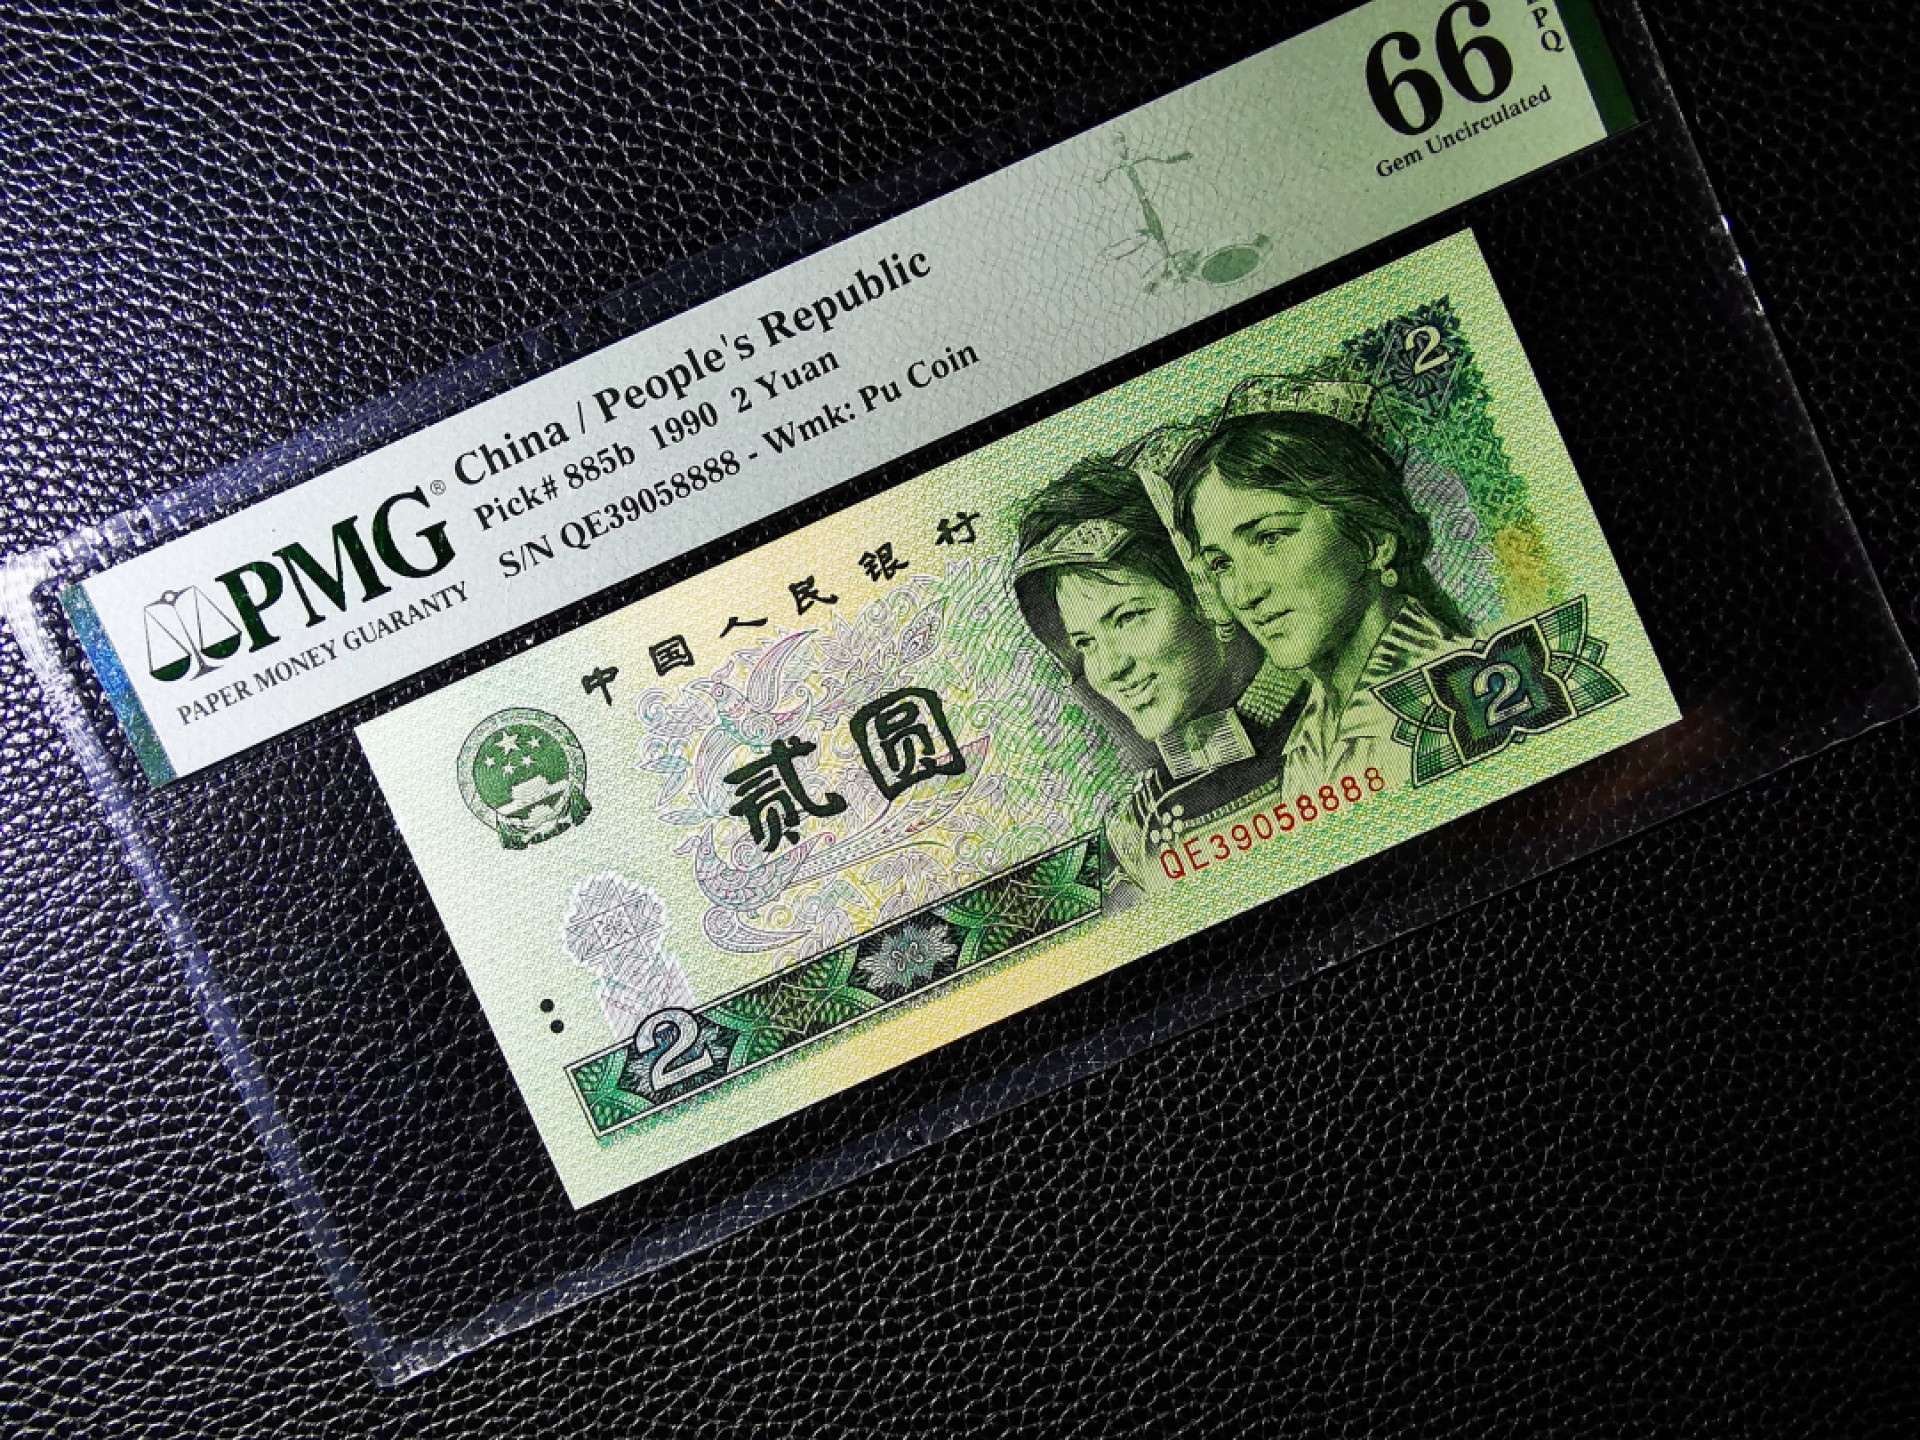 PMG®
PAPER MONEY GUARANTY
China / People's Republic
Pick# 885b 1990 2 Yuan
S/N QE39058888 - Wmk: Pu Coin
66
PQ
Gem Uncirculated
中国人民银行
贰圆
2
2
2
QE39058888